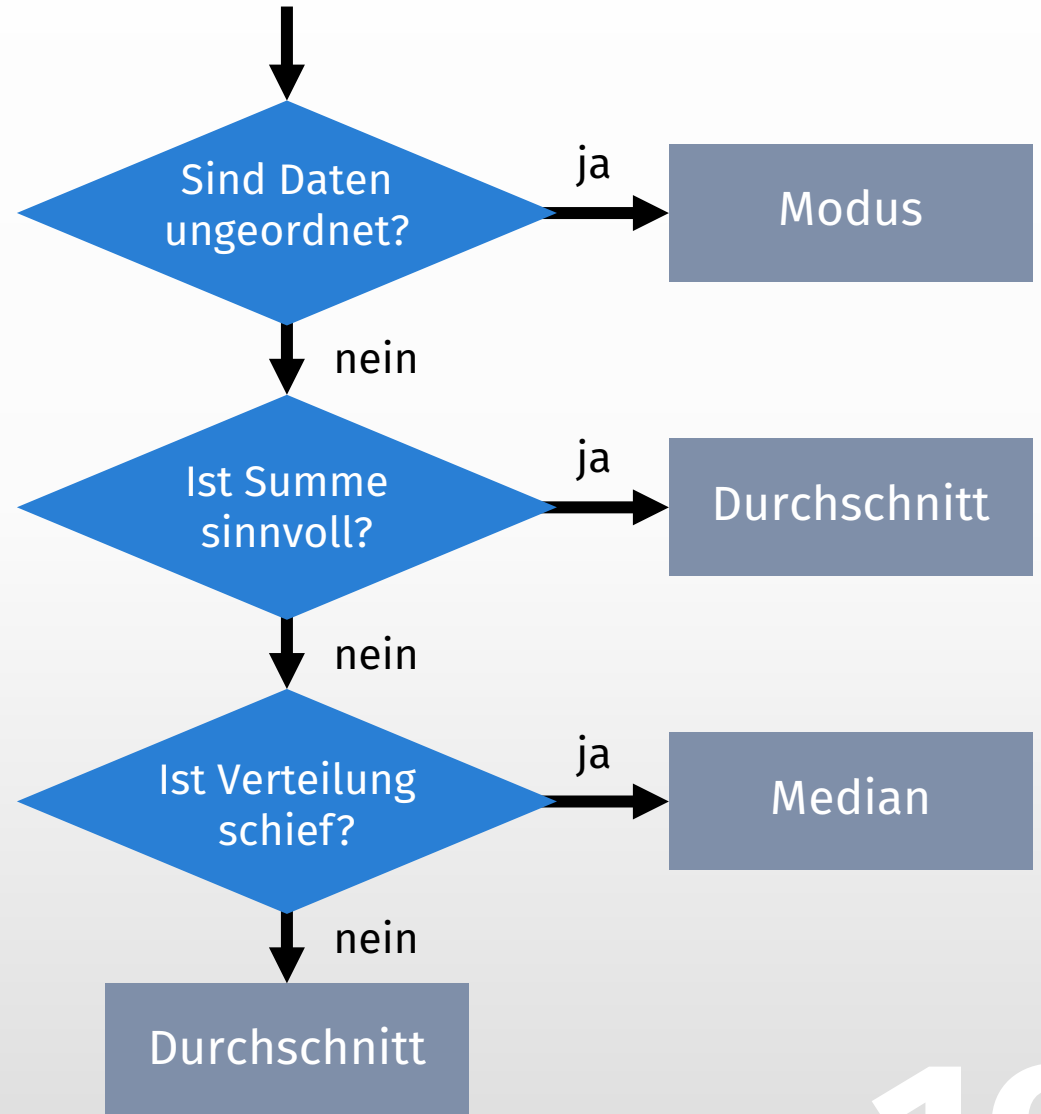 Sind Daten
ungeordnet?
ja
Modus
nein
Ist Summe
sinnvoll?
ja
Durchschnitt
nein
Ist Verteilung
schief?
ja
Median
nein
Durchschnitt